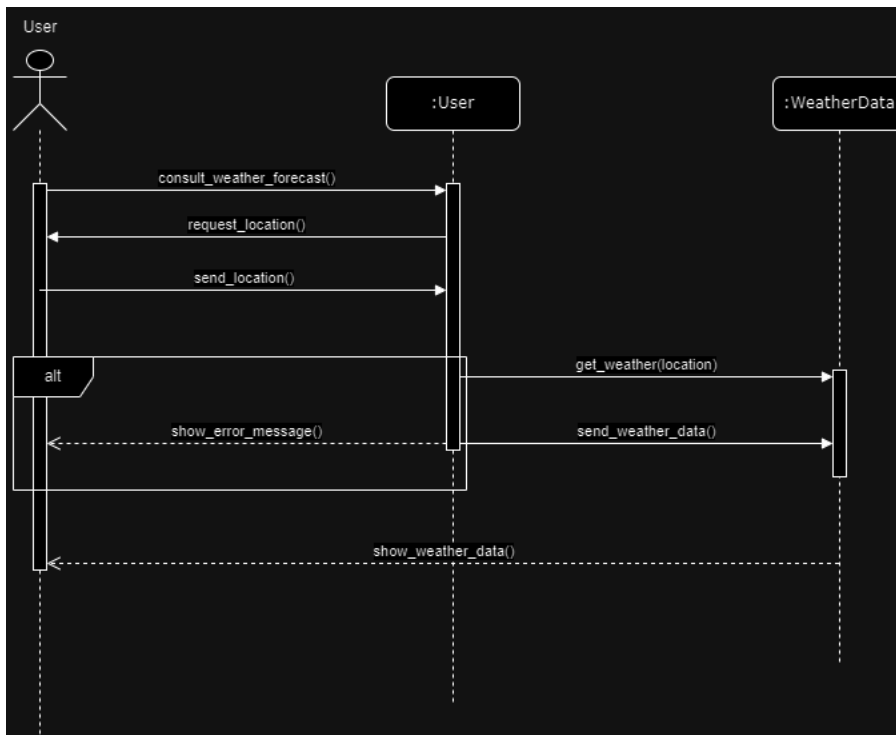 User
:User
:WeatherData
consult_weather_forecast()
request_location()
send_location()
alt
get_weather(location)
show_error_message()
send_weather_data()
show_weather_data()